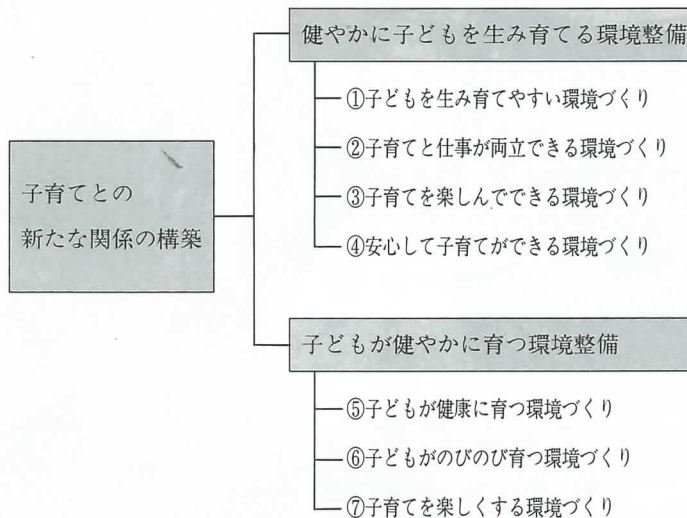 健やかに子どもを生み育てる環境整備
①子どもを生み育てやすい環境づくり
②子育てと仕事が両立できる環境づくり
③子育てを楽しんでできる環境づくり
④安心して子育てができる環境づくり
子育てとの
新たな関係の構築
子どもが健やかに育つ環境整備
⑤子どもが健康に育つ環境づくり
⑥子どもがのびのび育つ環境づくり
⑦子育てを楽しくする環境づくり